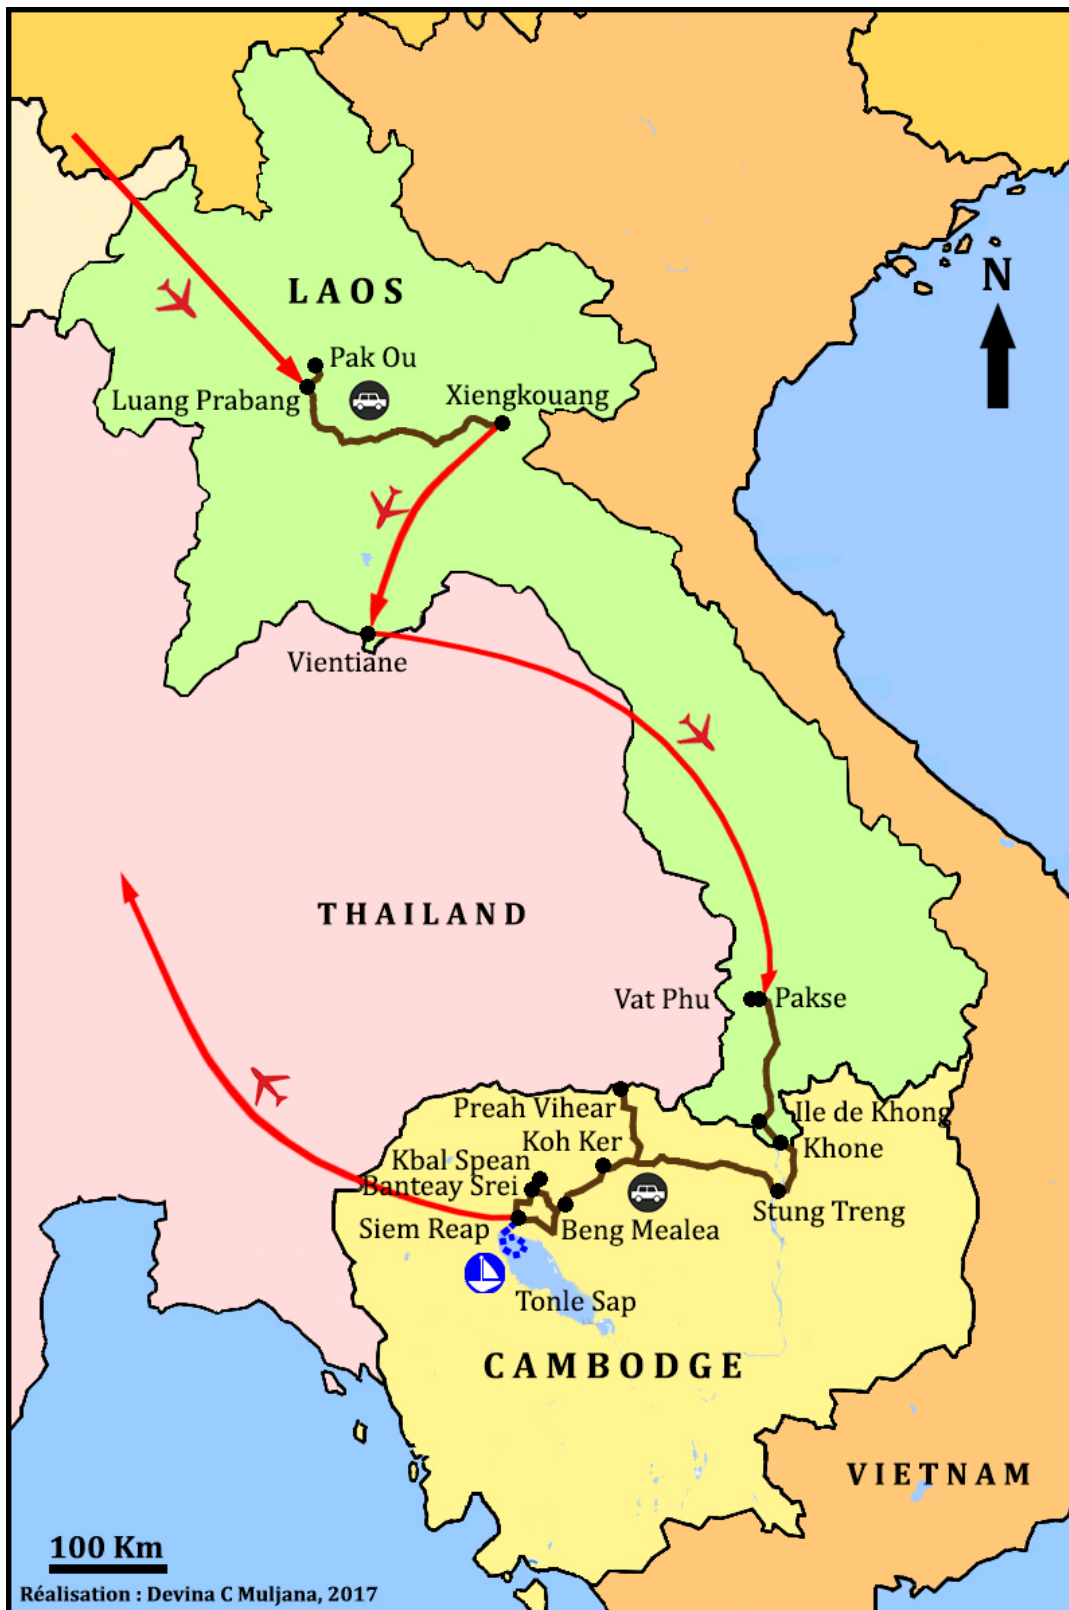 N
LAOS
Pak Ou
Luang Prabang
Xiengkouang
Vientiane
THAILAND
Vat Phu
Pakse
Preah Vihear
Ile de Khong
Koh Ker
Khone
Kbal Spean
Banteay Srei
Stung Treng
Siem Reap
Beng Mealea
Tonle Sap
CAMBODGE
VIETNAM
100 Km
Réalisation : Devina C Muljana, 2017